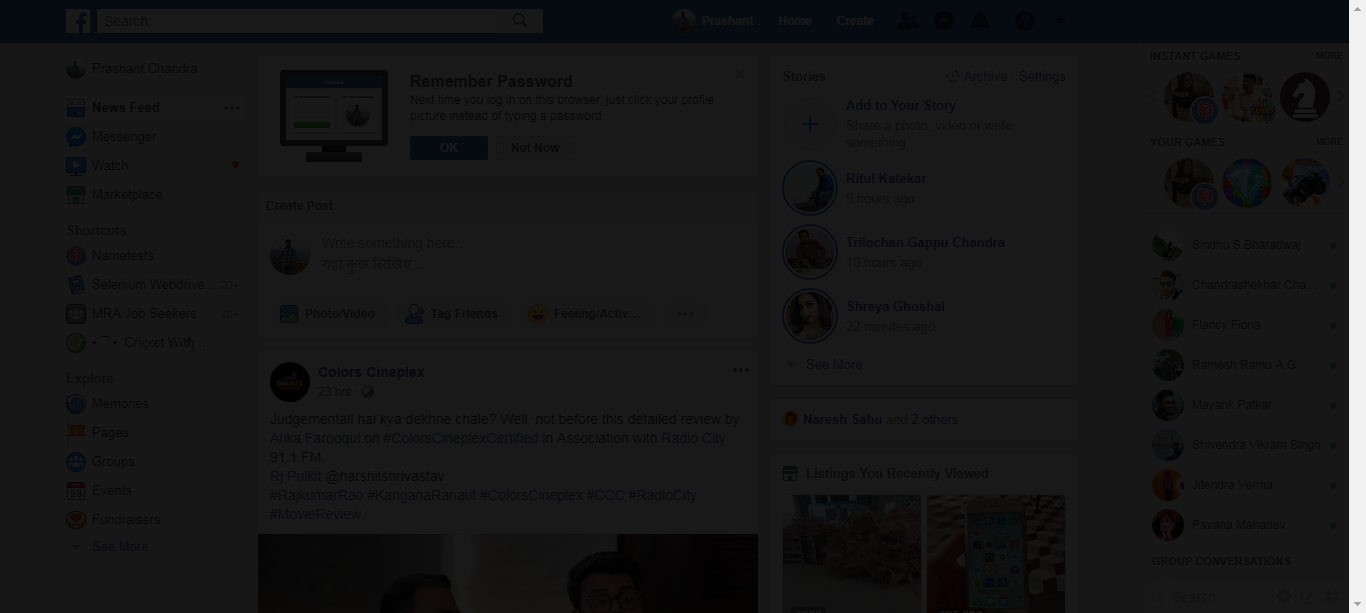 Search
Prashant
Home
Create
Prashant Chandra
News Feed
Messenger
Watch
Marketplace
Shortcuts
Nametests
Selenium Webdrive... 20+
MRA Job Seekers 20+
Explore
Memories
Pages
Groups
Events
28
Fundraisers
See More...
Remember Password
Next time you log in on this browser, just click your profile
picture instead of typing a password.
OK
Not Now
Create Post
Write something here...
यहां कुछ लिखिए...
Photo/Video
Tag Friends
Feeling/Activ...
Colors Cineplex
23 hrs ·
Judgementall hai kya dekhne chale? Well, not before this detailed review by
Atika Farooqui on #ColorsCineplexCertified in Association with Radio City
91.1 FM.
Rj Pulkit @harshitshrivastav
#RajkumarRao #KanganaRanaut #ColorsCineplex #CCC #RadioCity
#MovieReview
Stories
Archive
Settings
Add to Your Story
Share a photo, video or write
something
Ritul Katekar
9 hours ago
Trilochan Gappu Chandra
10 hours ago
Shreya Ghoshal
22 minutes ago
See More
Naresh Sahu and 2 others
Listings You Recently Viewed
INSTANT GAMES
MORE
YOUR GAMES
MORE
Sindhu S Bharadwaj
Chandrashekhar Cha...
Flancy Fiona
Ramesh Ramu A G
Mayank Patkar
Shivendra Vikram Singh
Jitendra Verma
Pavana Mahadev
GROUP CONVERSATIONS
Search